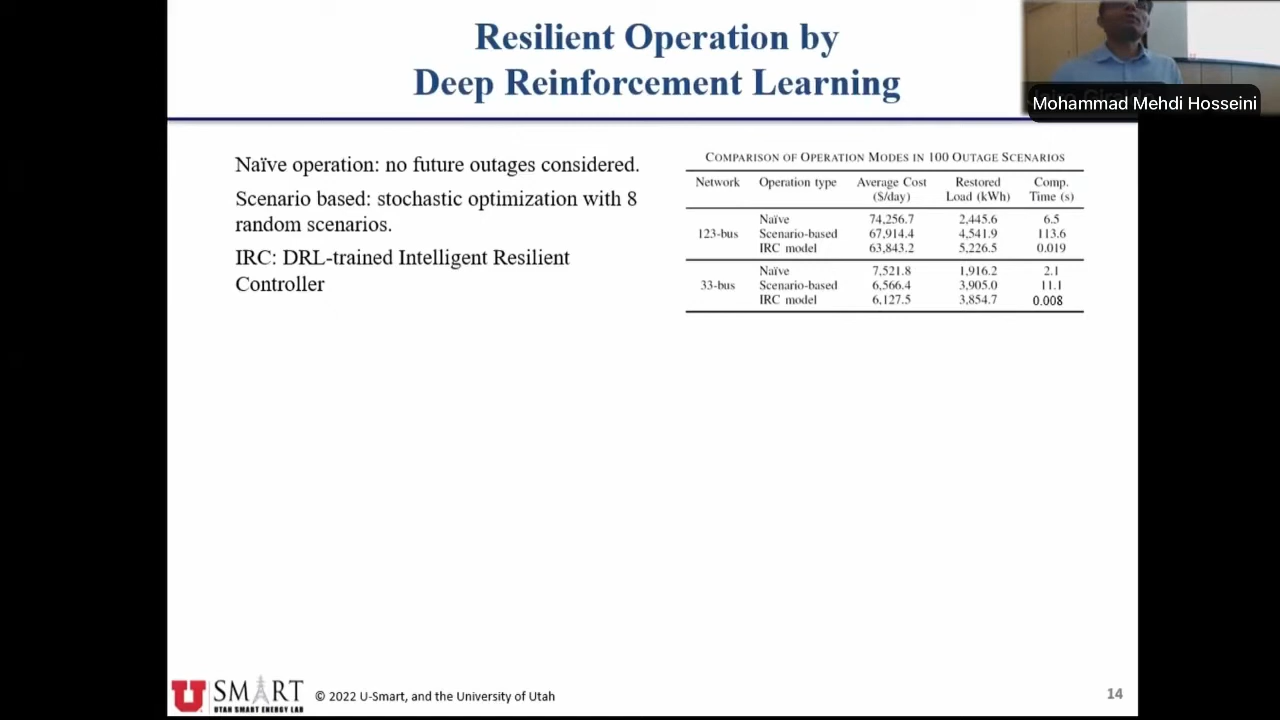 Resilient Operation by
Deep Reinforcement Learning
Mohammad Mehdi Hosseini
Naïve operation: no future outages considered.
Scenario based: stochastic optimization with 8
random scenarios.
IRC: DRL-trained Intelligent Resilient
Controller
COMPARISON OF OPERATION MODES IN 100 OUTAGE SCENARIOS
Network Operation type Average Cost Restored Comp.
($/day) Load (kWh) Time (s)
Naïve 74,256.7 2,445.6 6.5
123-bus Scenario-based 67,914.4 4,541.9 113.6
IRC model 63,843.2 5,226.5 0.019
Naïve 7,521.8 1,916.2 2.1
33-bus Scenario-based 6,566.4 3,905.0 11.1
IRC model 6,127.5 3,854.7 0.008
U SMART
UTAH SMART ENERGY LAB
© 2022 U-Smart, and the University of Utah
14